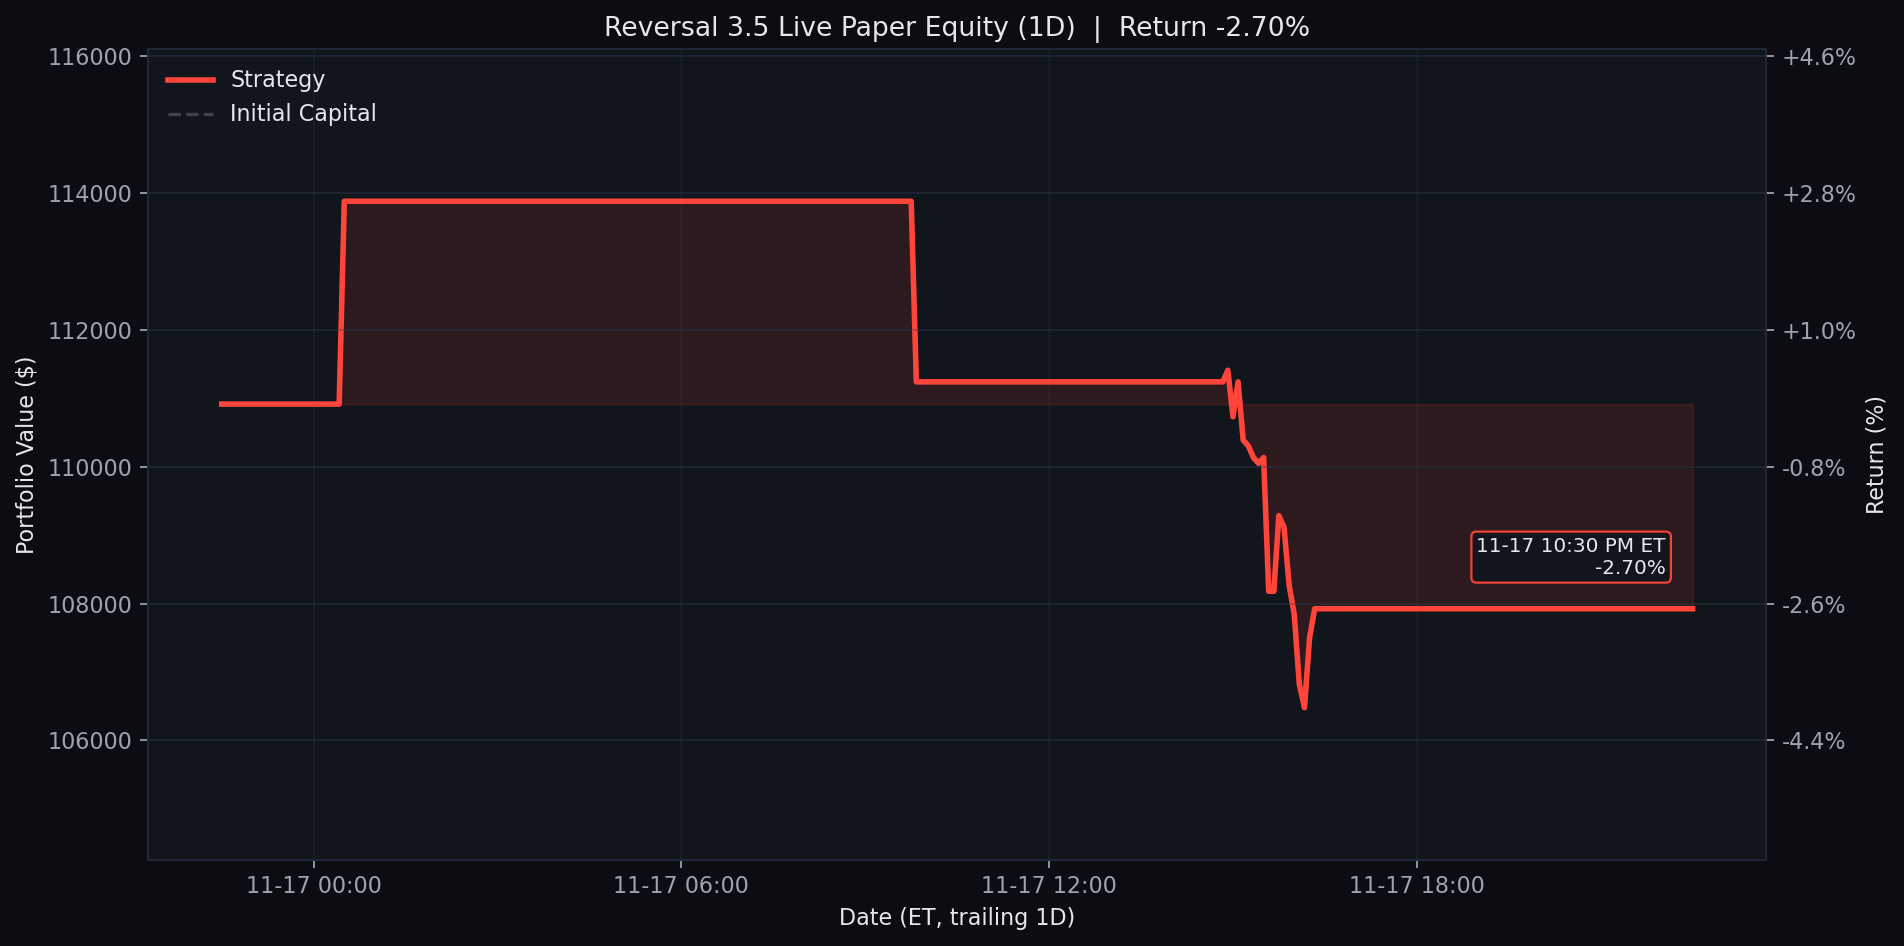 Reversal 3.5 Live Paper Equity (1D) | Return -2.70%
Strategy
Initial Capital
116000
114000
112000
110000
108000
106000
Portfolio Value ($)
+4.6%
+2.8%
+1.0%
-0.8%
-2.6%
-4.4%
Return (%)
11-17 10:30 PM ET
-2.70%
11-17 00:00
11-17 06:00
11-17 12:00
11-17 18:00
Date (ET, trailing 1D)